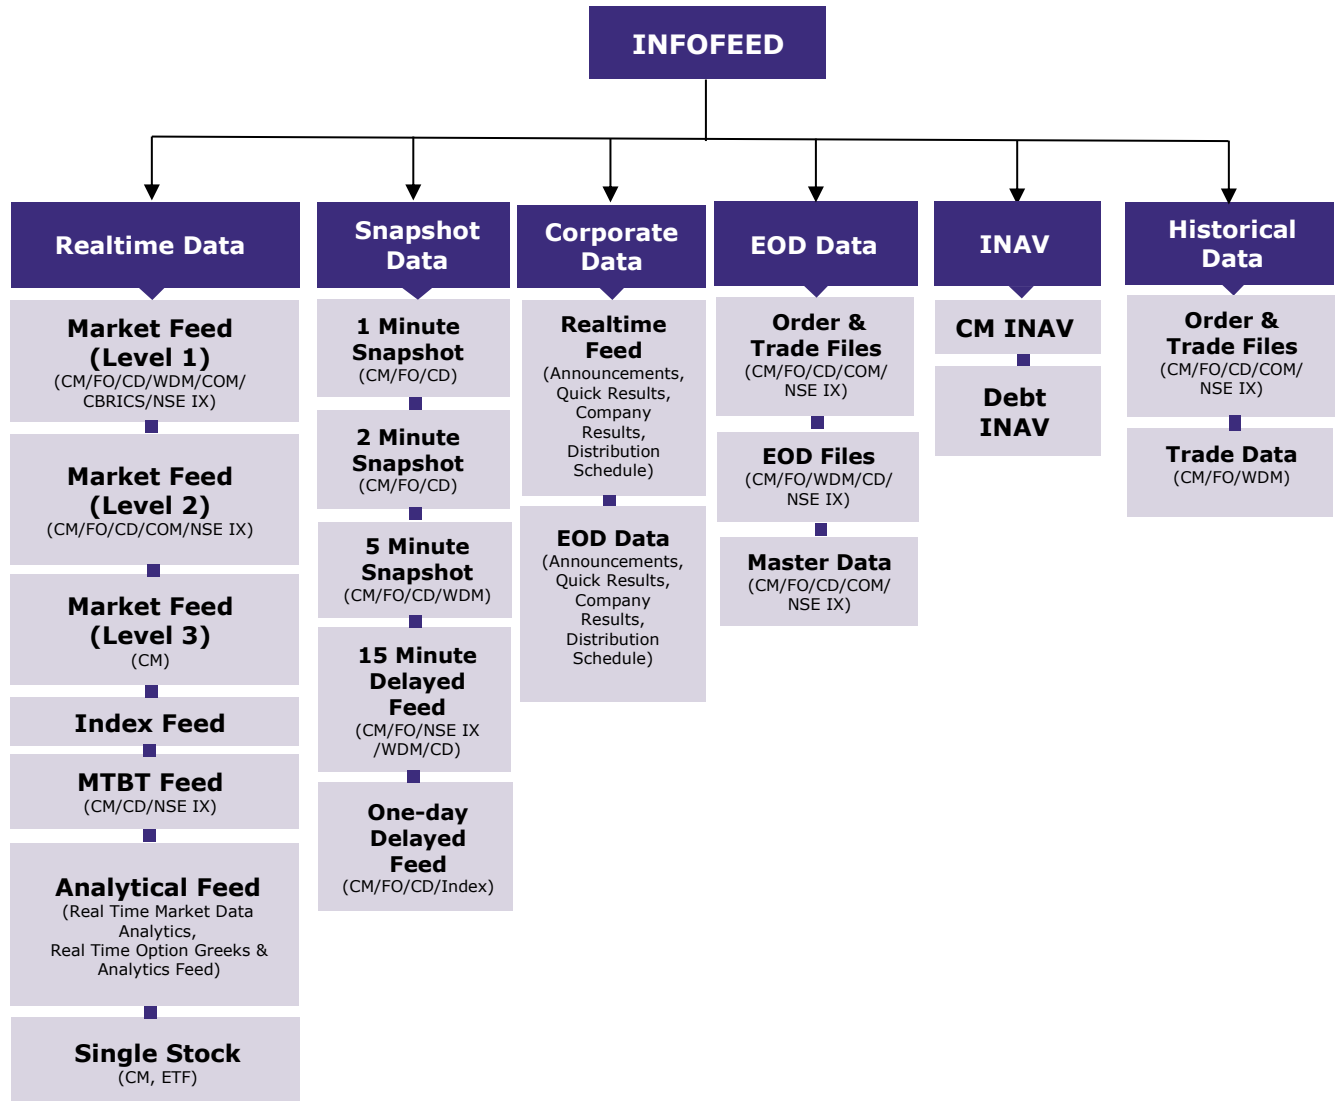 INFOFEED
Realtime Data
Market Feed
(Level 1)
(CM/FO/CD/WDM/COM/
CBRICS/NSE IX)
Market Feed
(Level 2)
(CM/FO/CD/COM/NSE IX)
Market Feed
(Level 3)
(CM)
Index Feed
MTBT Feed
(CM/CD/NSE IX)
Analytical Feed
(Real Time Market Data
Analytics,
Real Time Option Greeks &
Analytics Feed)
Single Stock
(CM, ETF)
Snapshot
Data
1 Minute
Snapshot
(CM/FO/CD)
2 Minute
Snapshot
(CM/FO/CD)
5 Minute
Snapshot
(CM/FO/CD/WDM)
15 Minute
Delayed
Feed
(CM/FO/NSE IX
/WDM/CD)
One-day
Delayed
Feed
(CM/FO/CD/Index)
Corporate
Data
Realtime
Feed
(Announcements,
Quick Results,
Company
Results,
Distribution
Schedule)
EOD Data
(Announcements,
Quick Results,
Company
Results,
Distribution
Schedule)
EOD Data
Order &
Trade Files
(CM/FO/CD/COM/
NSE IX)
EOD Files
(CM/FO/WDM/CD/
NSE IX)
Master Data
(CM/FO/CD/COM/
NSE IX)
INAV
CM INAV
Debt
INAV
Historical
Data
Order &
Trade Files
(CM/FO/CD/COM/
NSE IX)
Trade Data
(CM/FO/WDM)